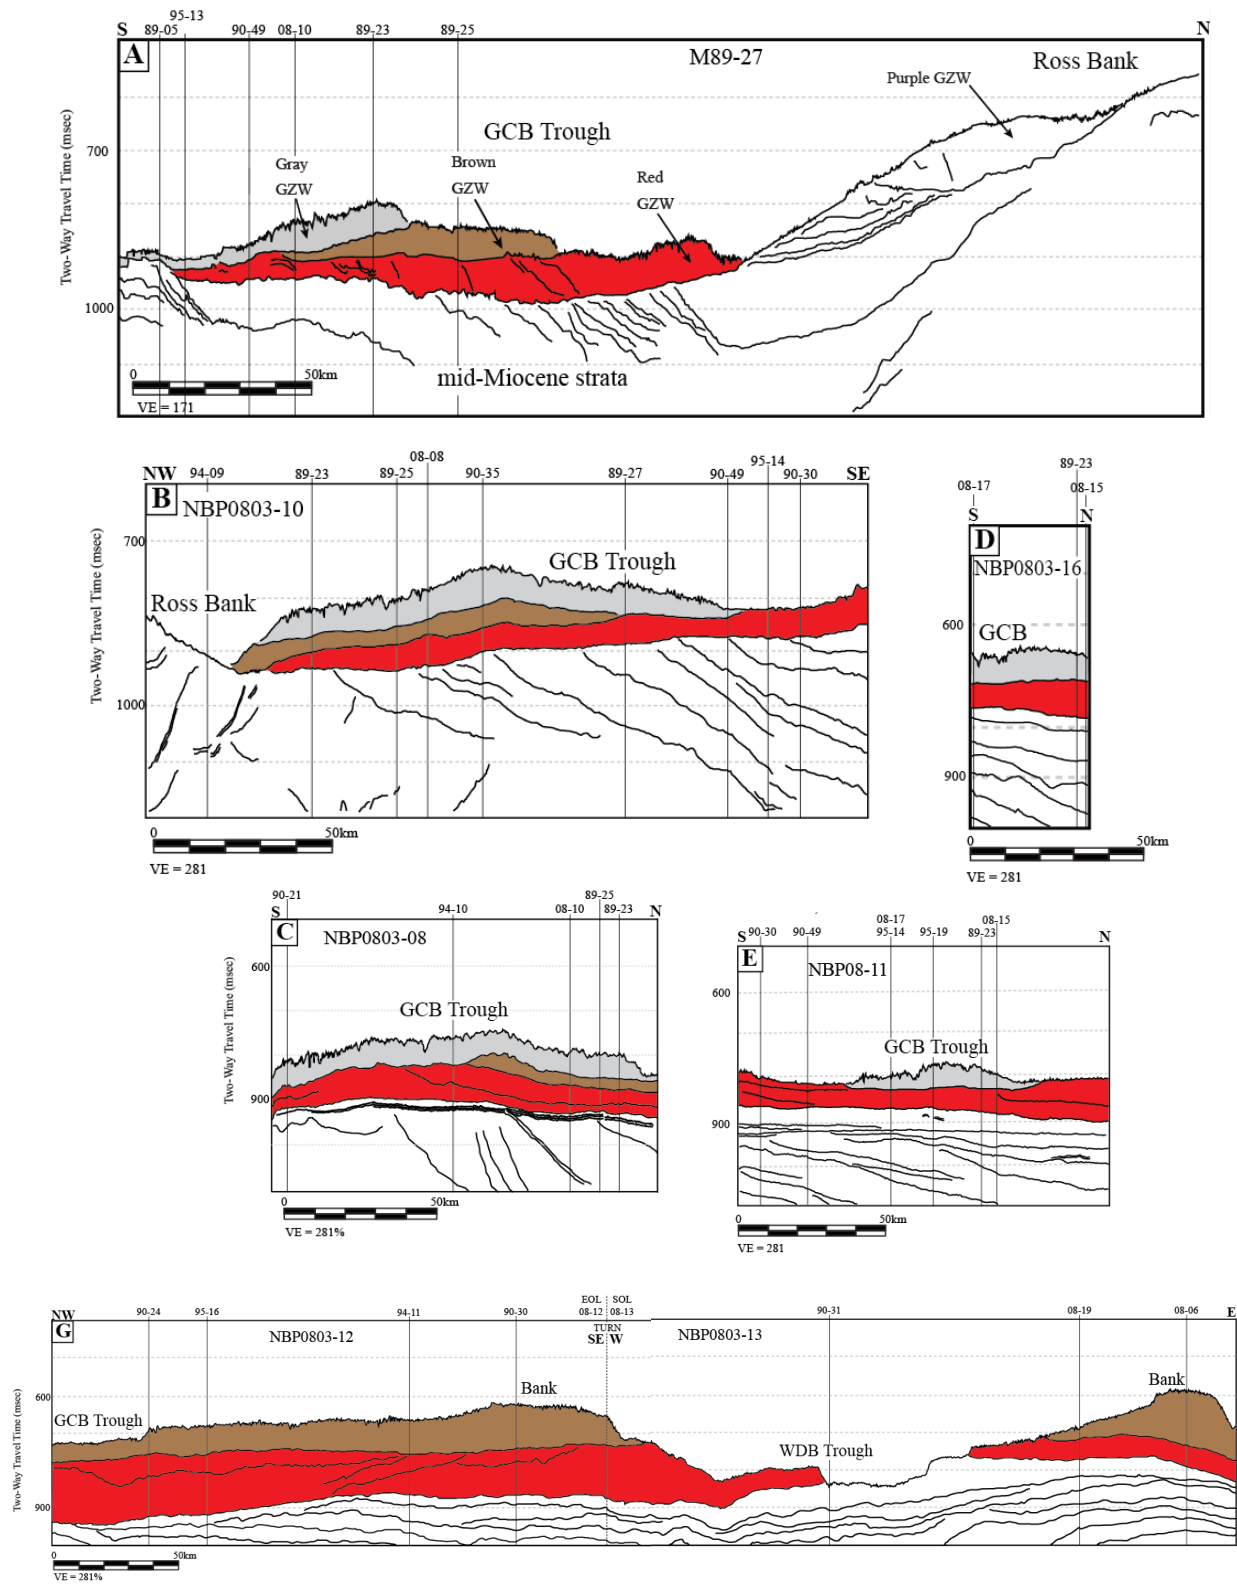 95-13
S 89-05 90-49 08-10 89-23 89-25 N
A M89-27 Ross Bank
Purple GZW
GCB Trough
700
Gray
GZW
Brown
GZW
Red
GZW
Two-Way Travel Time (msec)
1000
0 50km
VE = 171
mid-Miocene strata
08-08 95-14
NW 94-09 89-23 89-25 90-35 89-27 90-49 90-30 SE
B NBP0803-10
700
GCB Trough
Ross Bank
Two-Way Travel Time (msec)
1000
0 50km
VE = 281
89-23
08-17 08-15
S N
D
NBP0803-16
600
GCB
900
0 50km
VE = 281
90-21 89-25
S 94-10 08-10 89-23 N
C NBP0803-08
600
GCB Trough
Two-Way Travel Time (msec)
900
0 50km
VE = 281%
08-17 08-15
S 90-30 90-49 95-14 95-19 89-23 N
E NBP08-11
600
GCB Trough
900
0 50km
VE = 281
EOL SOL
NW 90-24 95-16 94-11 90-30 08-12 08-13 90-31 08-19 08-06 E
TURN
G NBP0803-12 SE W NBP0803-13
Bank Bank
600
GCB Trough
WDB Trough
Two-Way Travel Time (msec)
900
0 50km
VE = 281%